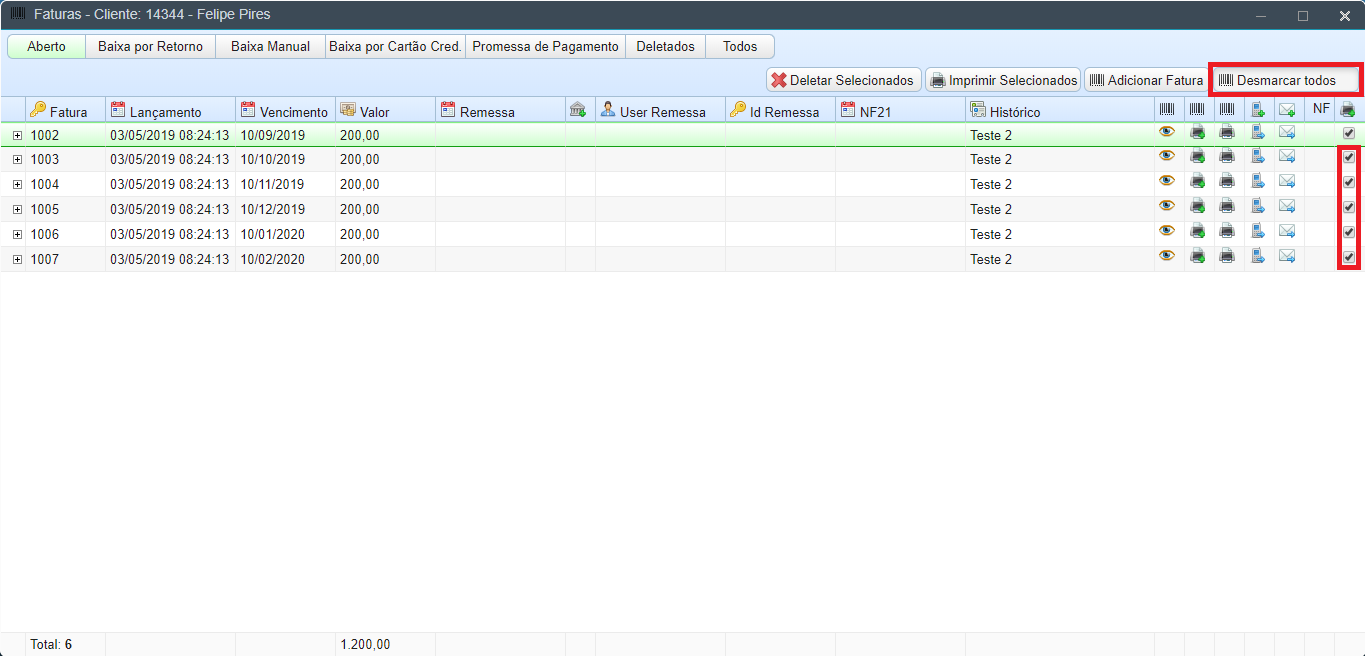 Faturas - Cliente: 14344 - Felipe Pires
Aberto Baixa por Retorno Baixa Manual Baixa por Cartão Cred. Promessa de Pagamento Deletados Todos
Deletar Selecionados Imprimir Selecionados Adicionar Fatura Desmarcar todos
Fatura Lançamento Vencimento Valor Remessa User Remessa Id Remessa NF21 Histórico NF
1002 03/05/2019 08:24:13 10/09/2019 200,00 Teste 2
1003 03/05/2019 08:24:13 10/10/2019 200,00 Teste 2
1004 03/05/2019 08:24:13 10/11/2019 200,00 Teste 2
1005 03/05/2019 08:24:13 10/12/2019 200,00 Teste 2
1006 03/05/2019 08:24:13 10/01/2020 200,00 Teste 2
1007 03/05/2019 08:24:13 10/02/2020 200,00 Teste 2
Total: 6 1.200,00